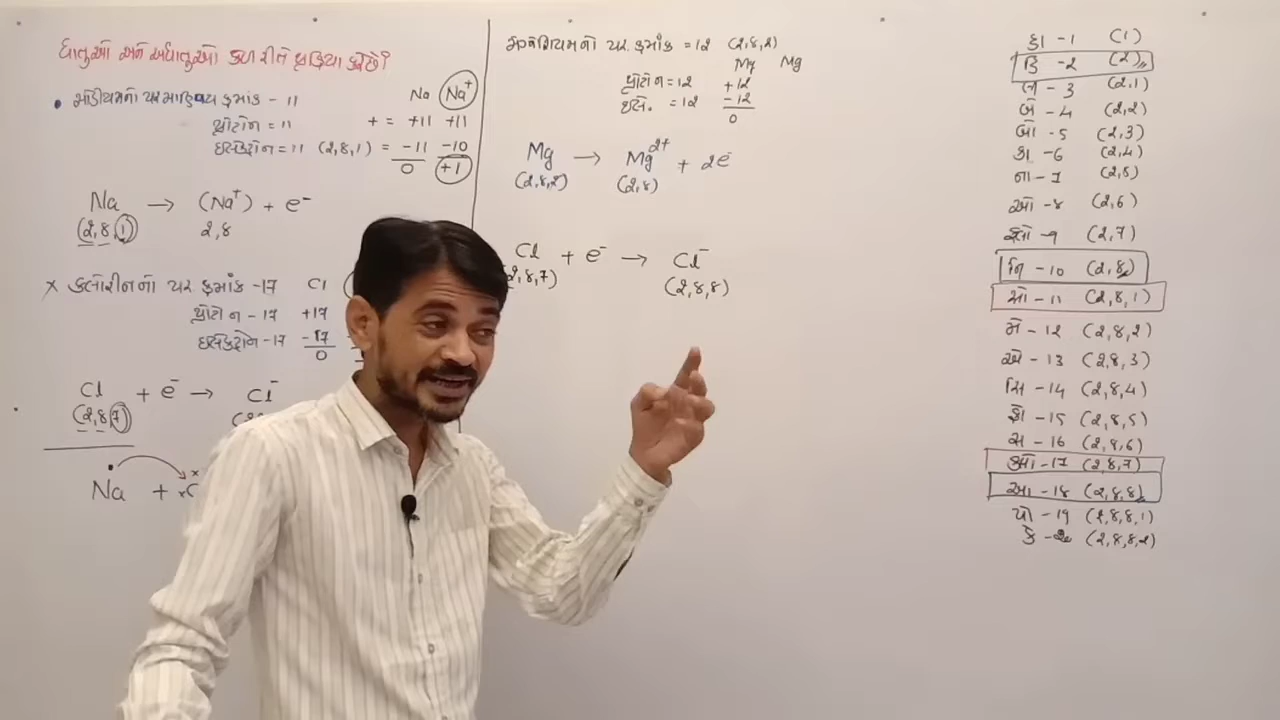 ધાતુઓ અને અધાતુઓ કઈ રીતે પ્રક્રિયા કરે છે?
• સોડીયમનો પરમાણ્વિય ક્રમાંક - 11 Na Na⁺
પ્રોટોન = 11 + = +11 +11
ઇલેક્ટ્રોન = 11 (2,8,1) = -11 -10
0 +1
Na → (Na⁺) + e⁻
(2,8,1) 2,8
× ક્લોરીનનો પર.ક્રમાંક -17 Cl
પ્રોટોન - 17 +17
ઇલેક્ટ્રોન -17 -17
0
Cl + e⁻ → Cl⁻
(2,8,7)
Na +
મેગ્નેશિયમનો પર.ક્રમાંક = 12 (2,8,2)
Mg Mg
પ્રોટોન = 12 +12
ઇલે. = 12 -12
0
Mg → Mg²⁺ + 2e⁻
(2,8,2) (2,8)
Cl + e⁻ → Cl⁻
2,8,7) (2,8,8)
હા - 1 (1)
હિ - 2 (2)
લ - 3 (2,1)
બે - 4 (2,2)
બો - 5 (2,3)
કા - 6 (2,4)
ના - 7 (2,5)
ઓ - 8 (2,6)
ફ્લો - 9 (2,7)
નિ - 10 (2,8)
સો - 11 (2,8,1)
મે - 12 (2,8,2)
એ - 13 (2,8,3)
સિ - 14 (2,8,4)
ફો - 15 (2,8,5)
સ - 16 (2,8,6)
ક્લો - 17 (2,8,7)
આ - 18 (2,8,8)
પો - 19 (2,8,8,1)
કે - 20 (2,8,8,2)